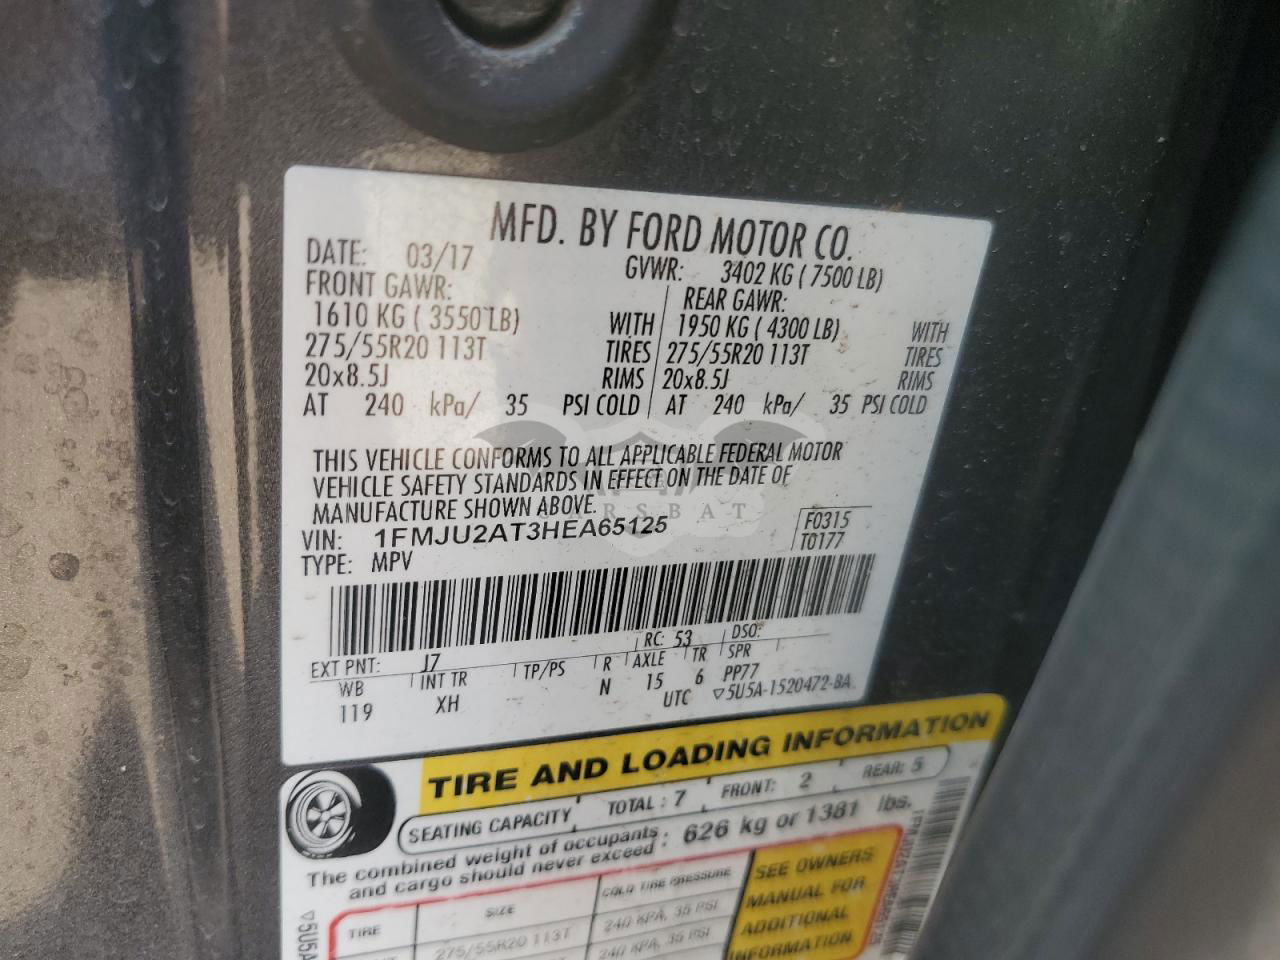 MFD. BY FORD MOTOR CO.
DATE: 03/17 GVWR: 3402 KG ( 7500 LB)
FRONT GAWR: REAR GAWR:
1610 KG ( 3550 LB) WITH 1950 KG ( 4300 LB) WITH
275/55R20 113T TIRES 275/55R20 113T TIRES
20x8.5J RIMS 20x8.5J RIMS
AT 240 kPa/ 35 PSI COLD AT 240 kPa/ 35 PSI COLD
THIS VEHICLE CONFORMS TO ALL APPLICABLE FEDERAL MOTOR
VEHICLE SAFETY STANDARDS IN EFFECT ON THE DATE OF
MANUFACTURE SHOWN ABOVE.
ARSBAT
VIN: 1FMJU2AT3HEA65125 F0315
TYPE: MPV T0177
EXT PNT: J7 RC: 53 DSO:
WB INT TR TP/PS R AXLE TR SPR
119 XH N 15 6 PP77
UTC ▽5U5A-1520472-BA
TIRE AND LOADING INFORMATION
SEATING CAPACITY TOTAL : 7 FRONT: 2 REAR: 5
The combined weight of occupants
and cargo should never exceed : 626 kg or 1381 lbs.
TIRE SIZE COLD TIRE PRESSURE
275/55R20 113T 240 KPA, 35 PSI
240 KPA, 35 PSI
SEE OWNERS
MANUAL FOR
ADDITIONAL
INFORMATION
▽5U5A